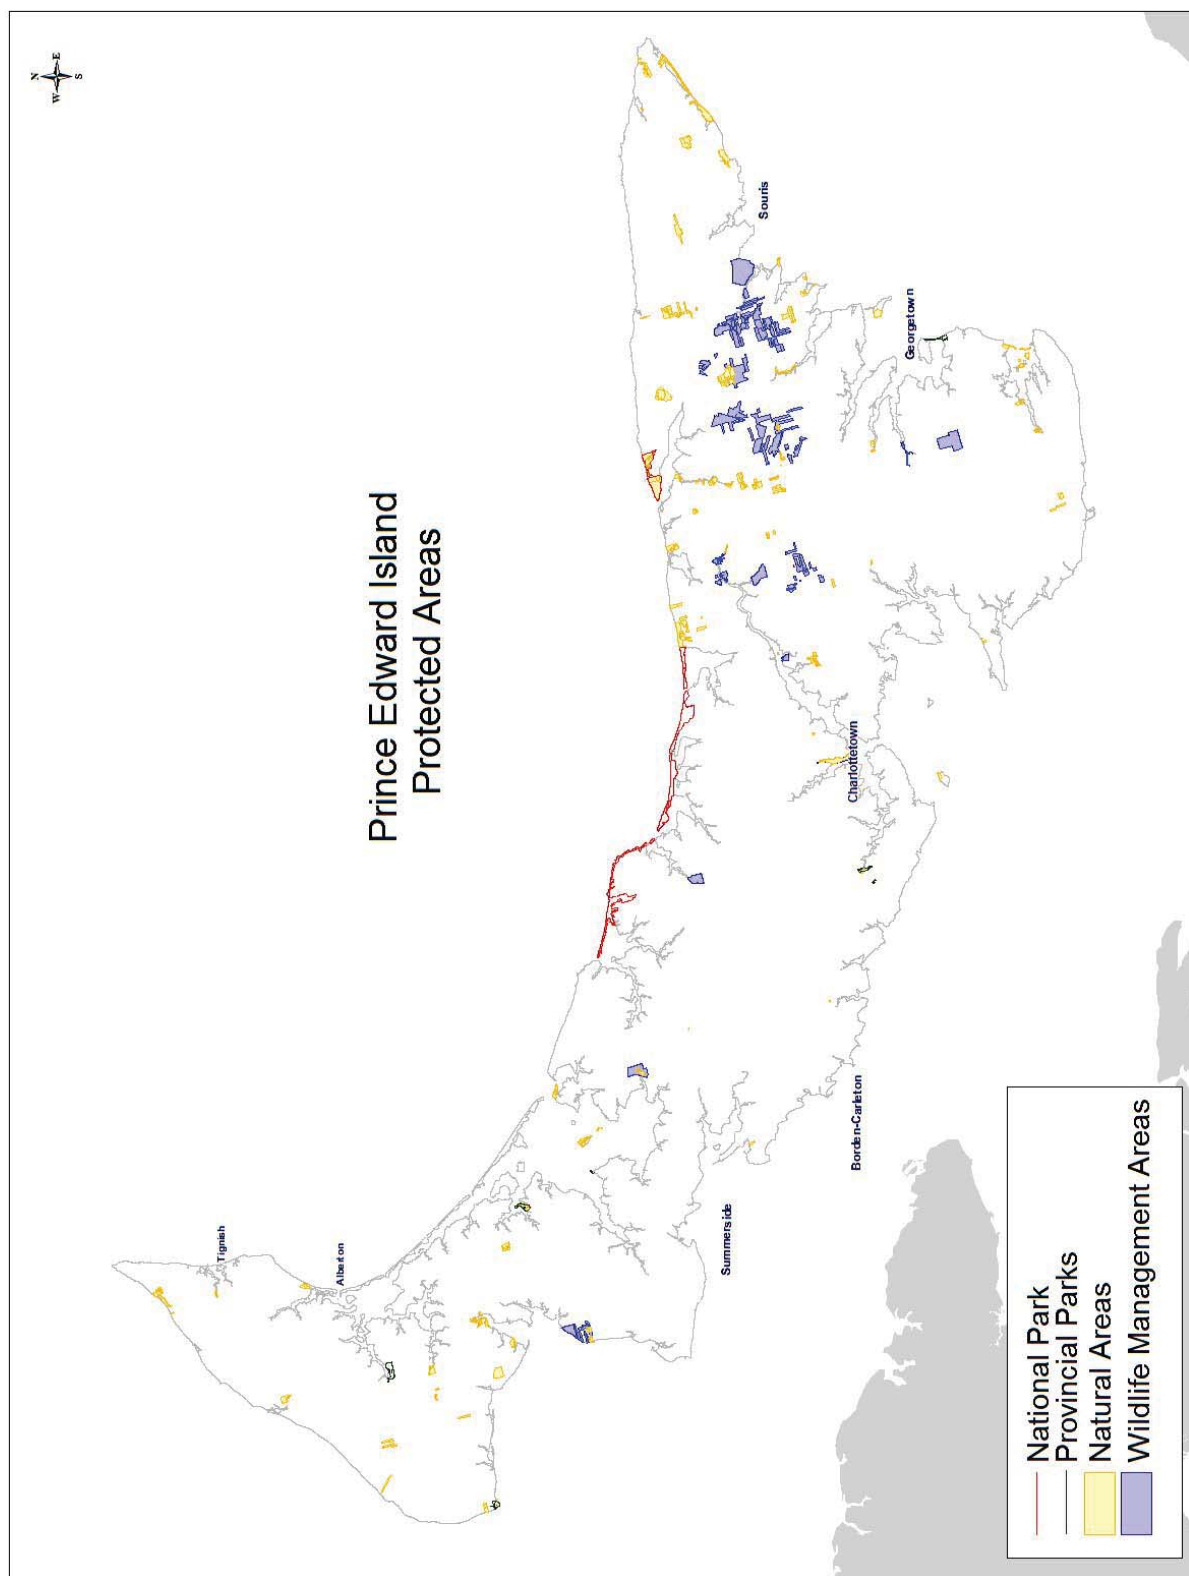 Prince Edward Island
Protected Areas
N
W
E
S
Tignish
Alberton
Summerside
Borden-Carleton
Charlottetown
Georgetown
Souris
National Park
Provincial Parks
Natural Areas
Wildlife Management Areas